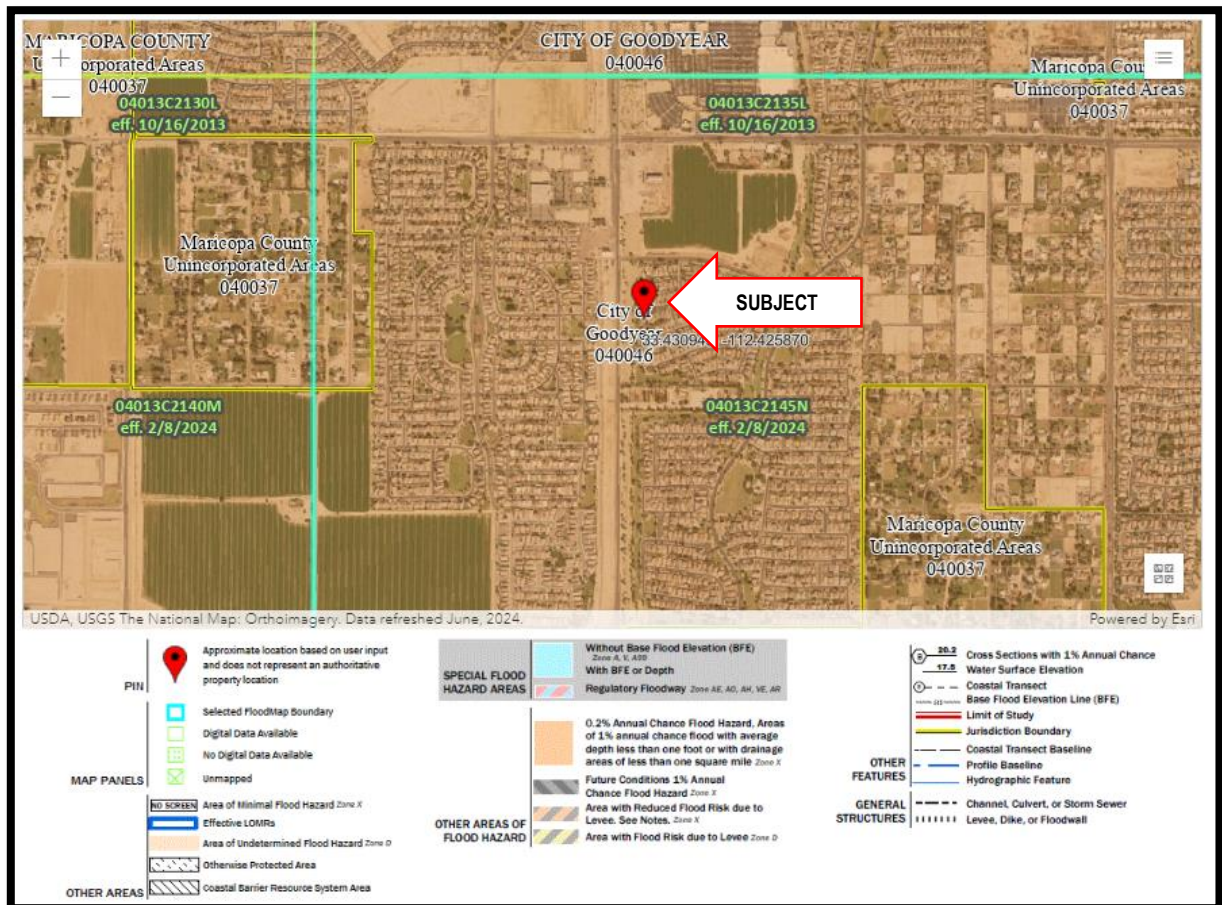 MARICOPA COUNTY
Unincorporated Areas
040037
CITY OF GOODYEAR
040046
Maricopa County
Unincorporated Areas
040037
04013C2130L
eff. 10/16/2013
04013C2135L
eff. 10/16/2013
Maricopa County
Unincorporated Areas
040037
SUBJECT
City of
Goodyear
040046
-112.425870
04013C2140M
eff. 2/8/2024
04013C2145N
eff. 2/8/2024
Maricopa County
Unincorporated Areas
040037
USDA, USGS The National Map: Orthoimagery. Data refreshed June, 2024.
Powered by Esri
PIN
Approximate location based on user input
and does not represent an authoritative
property location
MAP PANELS
Selected FloodMap Boundary
Digital Data Available
No Digital Data Available
Unmapped
OTHER AREAS
NO SCREEN Area of Minimal Flood Hazard Zone X
Effective LOMRs
Area of Undetermined Flood Hazard Zone D
Otherwise Protected Area
Coastal Barrier Resource System Area
SPECIAL FLOOD
HAZARD AREAS
Without Base Flood Elevation (BFE)
Zone A, V, A99
With BFE or Depth
Regulatory Floodway Zone AE, AO, AH, VE, AR
OTHER AREAS OF
FLOOD HAZARD
0.2% Annual Chance Flood Hazard, Areas
of 1% annual chance flood with average
depth less than one foot or with drainage
areas of less than one square mile Zone X
Future Conditions 1% Annual
Chance Flood Hazard Zone X
Area with Reduced Flood Risk due to
Levee. See Notes. Zone X
Area with Flood Risk due to Levee Zone D
OTHER
FEATURES
20.2 Cross Sections with 1% Annual Chance
17.5 Water Surface Elevation
Coastal Transect
Base Flood Elevation Line (BFE)
Limit of Study
Jurisdiction Boundary
Coastal Transect Baseline
Profile Baseline
Hydrographic Feature
GENERAL
STRUCTURES
Channel, Culvert, or Storm Sewer
Levee, Dike, or Floodwall